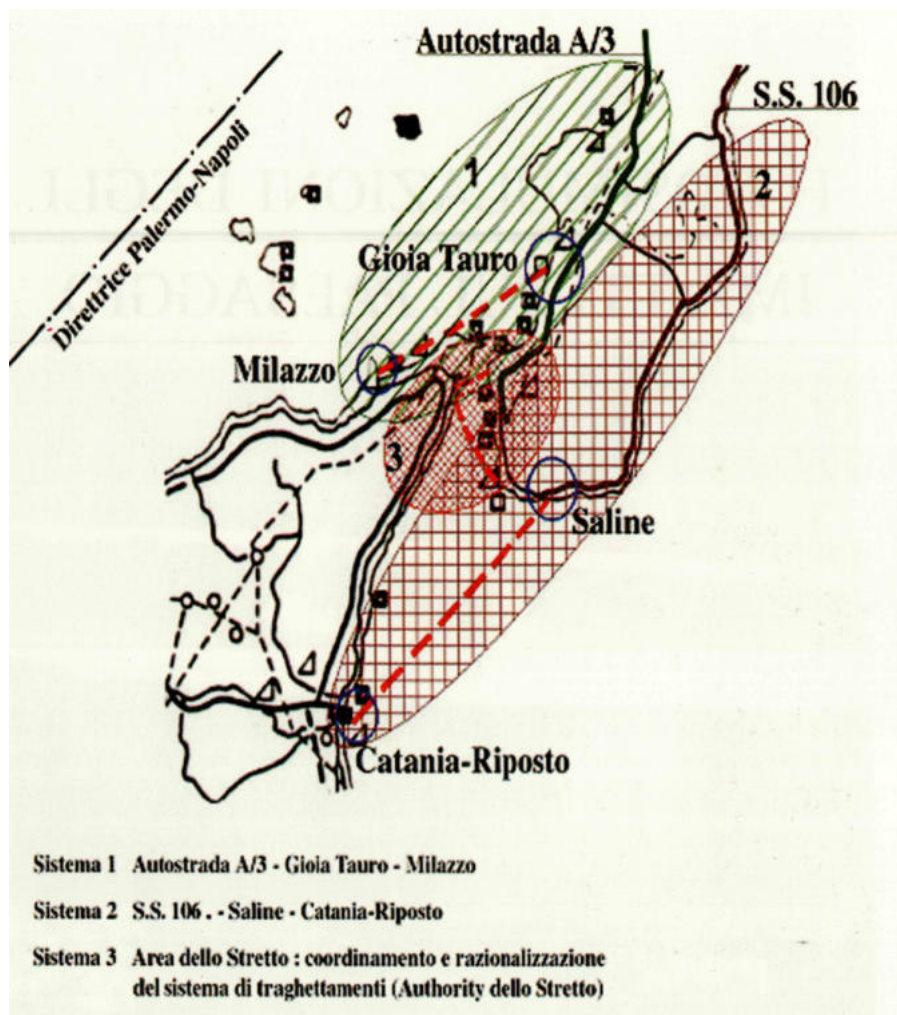 Autostrada A/3
S.S. 106
Direttrice Palermo-Napoli
1
2
Gioia Tauro
Milazzo
3
Saline
Catania-Riposto
Sistema 1 Autostrada A/3 - Gioia Tauro - Milazzo
Sistema 2 S.S. 106 . - Saline - Catania-Riposto
Sistema 3 Area dello Stretto : coordinamento e razionalizzazione
del sistema di traghettamenti (Authority dello Stretto)